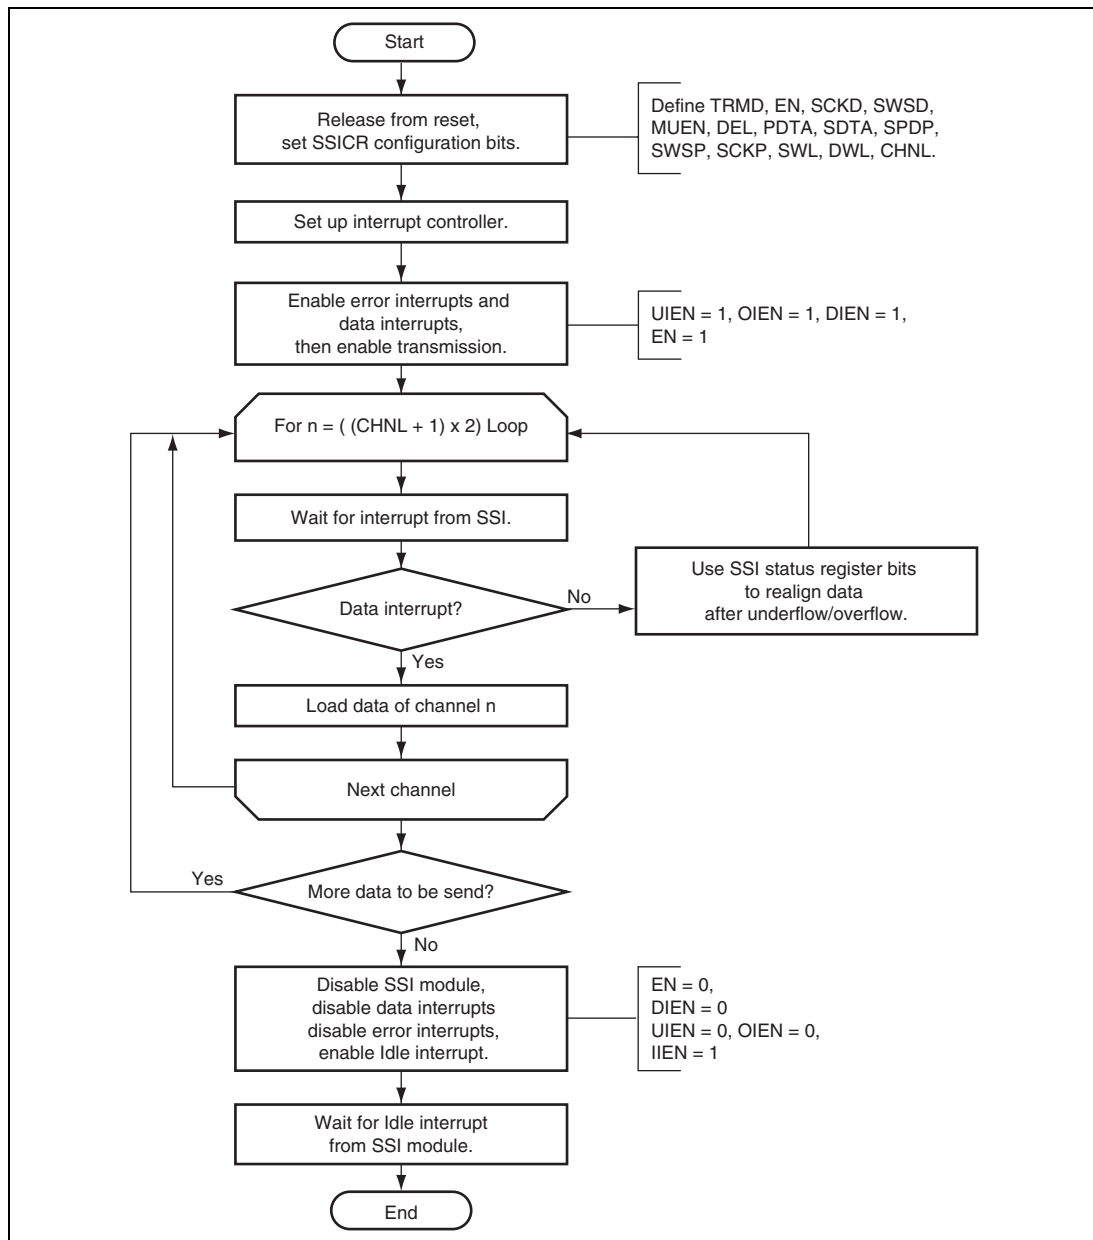 Start
Release from reset,
set SSICR configuration bits.
Define TRMD, EN, SCKD, SWSD,
MUEN, DEL, PDTA, SDTA, SPDP,
SWSP, SCKP, SWL, DWL, CHNL.
Set up interrupt controller.
Enable error interrupts and
data interrupts,
then enable transmission.
UIEN = 1, OIEN = 1, DIEN = 1,
EN = 1
For n = ( (CHNL + 1) x 2) Loop
Wait for interrupt from SSI.
Data interrupt?
No
Use SSI status register bits
to realign data
after underflow/overflow.
Yes
Load data of channel n
Next channel
Yes
More data to be send?
No
Disable SSI module,
disable data interrupts
disable error interrupts,
enable Idle interrupt.
EN = 0,
DIEN = 0
UIEN = 0, OIEN = 0,
IIEN = 1
Wait for Idle interrupt
from SSI module.
End